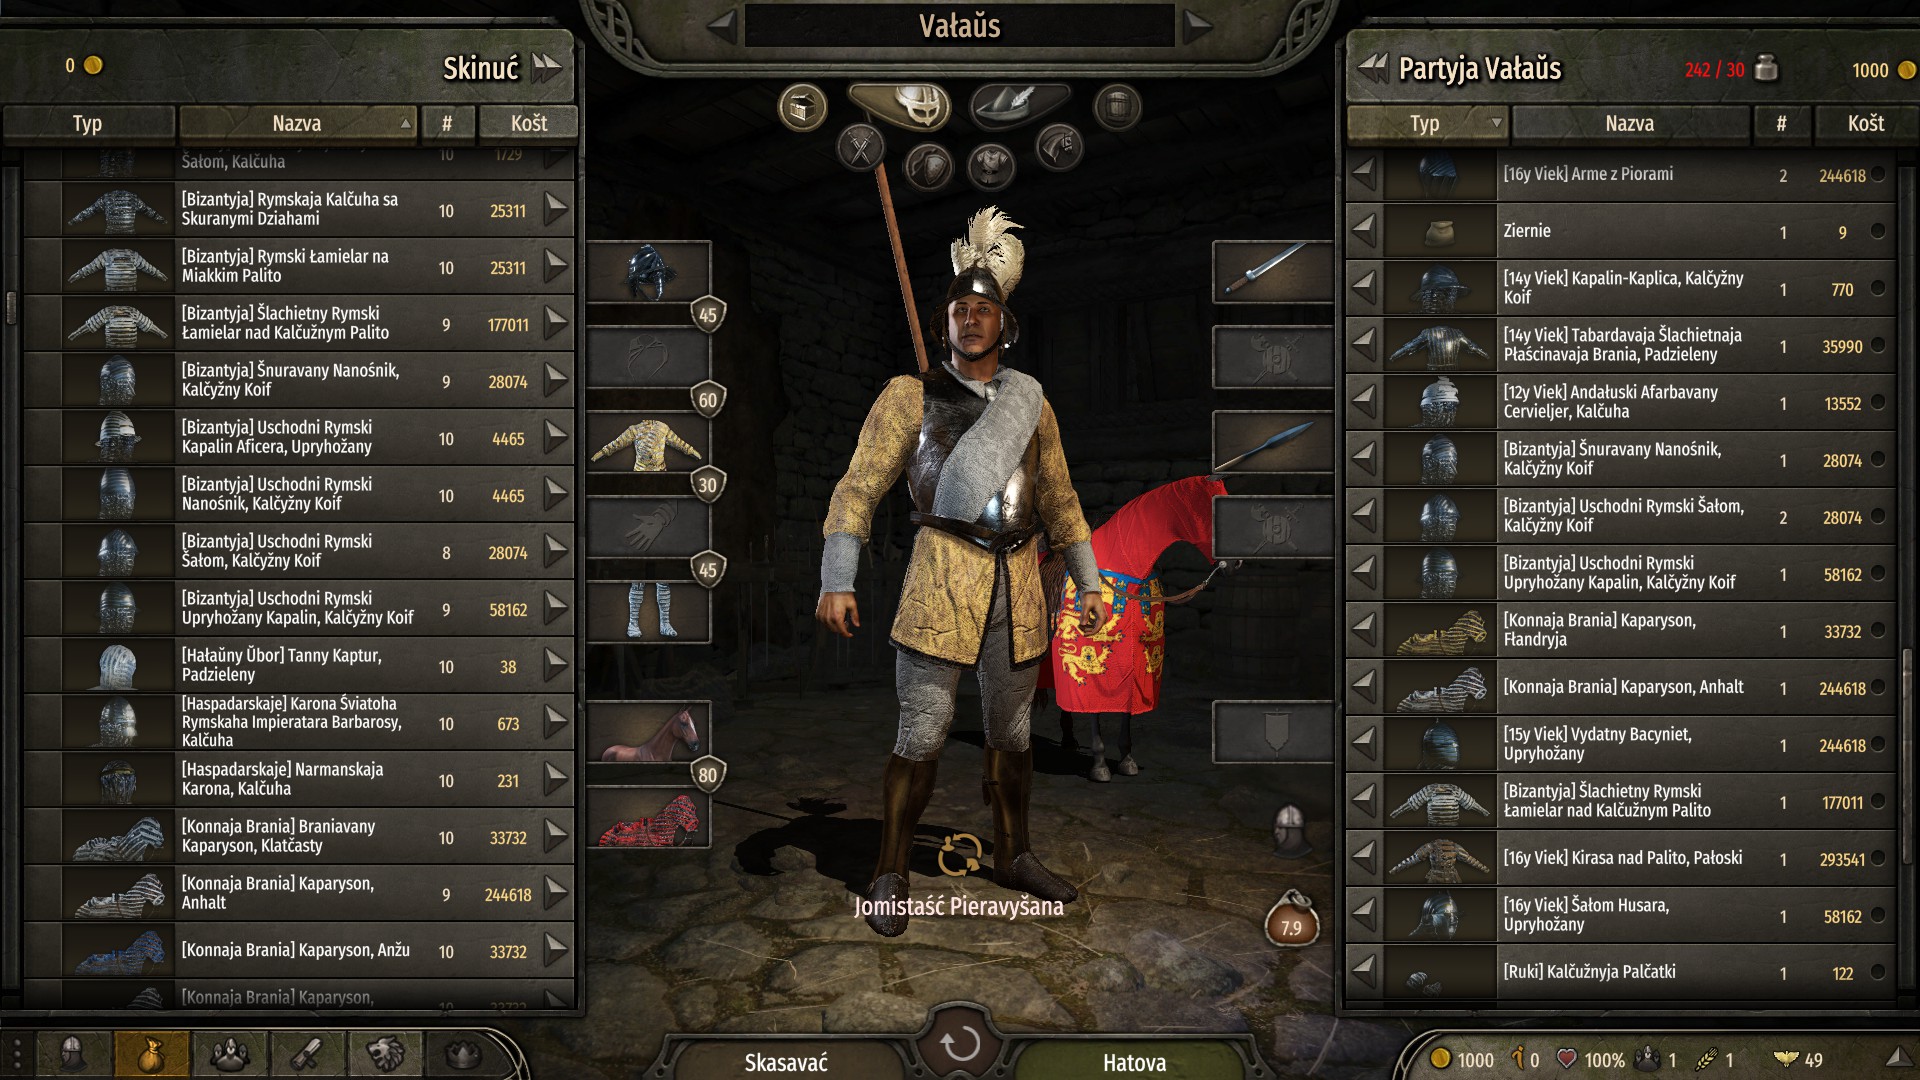 Vałaŭs
0
Skinuć
Typ
Nazva
#
Košt
Šałom, Kalčuha
10
1729
[Bizantyja] Rymskaja Kalčuha sa
Skuranymi Dziahami
10
25311
[Bizantyja] Rymski Łamielar na
Miakkim Palito
10
25311
[Bizantyja] Šlachietny Rymski
Łamielar nad Kalčužnym Palito
9
177011
[Bizantyja] Šnuravany Nanośnik,
Kalčyžny Koif
9
28074
[Bizantyja] Uschodni Rymski
Kapalin Aficera, Upryhožany
10
4465
[Bizantyja] Uschodni Rymski
Nanośnik, Kalčyžny Koif
10
4465
[Bizantyja] Uschodni Rymski
Šałom, Kalčyžny Koif
8
28074
[Bizantyja] Uschodni Rymski
Upryhožany Kapalin, Kalčyžny Koif
9
58162
[Hałaŭny Ŭbor] Tanny Kaptur,
Padzieleny
10
38
[Haspadarskaje] Karona Śviatoha
Rymskaha Impieratara Barbarosy,
Kalčuha
10
673
[Haspadarskaje] Narmanskaja
Karona, Kalčuha
10
231
[Konnaja Brania] Braniavany
Kaparyson, Klatčasty
10
33732
[Konnaja Brania] Kaparyson,
Anhalt
9
244618
[Konnaja Brania] Kaparyson, Anžu
10
33732
[Konnaja Brania] Kaparyson,
10
33732
45
60
30
45
80
Jomistaść Pieravyšana
7.9
Partyja Vałaŭs
242 / 30
1000
Typ
Nazva
#
Košt
[16y Viek] Arme z Piorami
2
244618
Ziernie
1
9
[14y Viek] Kapalin-Kaplica, Kalčyžny
Koif
1
770
[14y Viek] Tabardavaja Šlachietnaja
Płaścinavaja Brania, Padzieleny
1
35990
[12y Viek] Andałuski Afarbavany
Cervieljer, Kalčuha
1
13552
[Bizantyja] Šnuravany Nanośnik,
Kalčyžny Koif
1
28074
[Bizantyja] Uschodni Rymski Šałom,
Kalčyžny Koif
2
28074
[Bizantyja] Uschodni Rymski
Upryhožany Kapalin, Kalčyžny Koif
1
58162
[Konnaja Brania] Kaparyson,
Fłandryja
1
33732
[Konnaja Brania] Kaparyson, Anhalt
1
244618
[15y Viek] Vydatny Bacyniet,
Upryhožany
1
244618
[Bizantyja] Šlachietny Rymski
Łamielar nad Kalčužnym Palito
1
177011
[16y Viek] Kirasa nad Palito, Pałoski
1
293541
[16y Viek] Šałom Husara,
Upryhožany
1
58162
[Ruki] Kalčužnyja Palčatki
1
122
Skasavać
Hatova
1000
0
100%
1
1
49